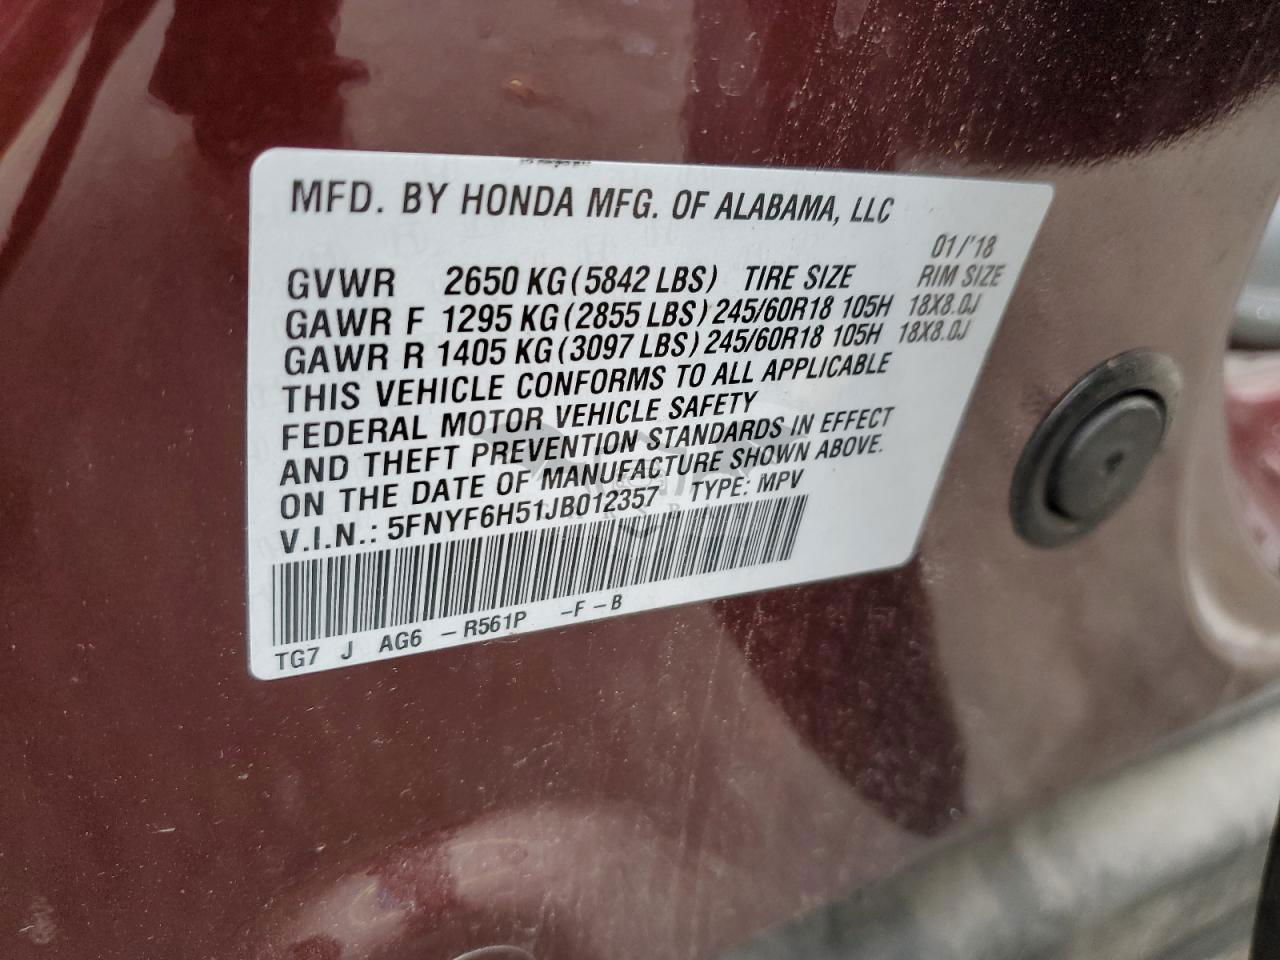 MFD. BY HONDA MFG. OF ALABAMA, LLC
01/'18
GVWR 2650 KG (5842 LBS) TIRE SIZE RIM SIZE
GAWR F 1295 KG (2855 LBS) 245/60R18 105H 18X8.0J
GAWR R 1405 KG (3097 LBS) 245/60R18 105H 18X8.0J
THIS VEHICLE CONFORMS TO ALL APPLICABLE
FEDERAL MOTOR VEHICLE SAFETY
AND THEFT PREVENTION STANDARDS IN EFFECT
ON THE DATE OF MANUFACTURE SHOWN ABOVE.
V.I.N.: 5FNYF6H51JB012357 TYPE: MPV
TG7 J AG6 -R561P -F-B